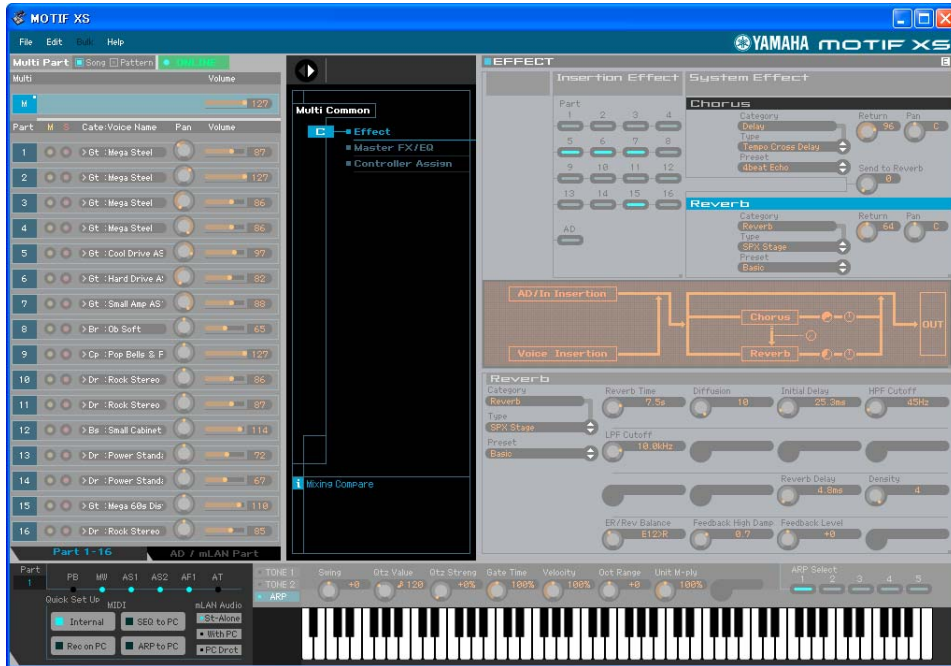 MOTIF XS
File Edit Bulk Help
YAMAHA MOTIF XS
Multi Part Song Pattern ONLINE
Multi Volume
M 127
Part M S Cate:Voice Name Pan Volume
1 >Gt :Mega Steel 87
2 >Gt :Mega Steel 127
3 >Gt :Mega Steel 86
4 >Gt :Mega Steel 86
5 >Gt :Cool Drive AS 97
6 >Gt :Hard Drive AS 82
7 >Gt :Small Amp AS1 88
8 >Br :Ob Soft 65
9 >Cp :Pop Bells & F 127
10 >Dr :Rock Stereo 86
11 >Dr :Rock Stereo 87
12 >Bs :Small Cabinet 114
13 >Dr :Power Standa 72
14 >Dr :Power Standa 67
15 >Gt :Mega 60s Dis 110
16 >Dr :Rock Stereo 85
Part 1-16 AD / mLAN Part
Multi Common
C Effect
Master FX/EQ
Controller Assign
i Mixing Compare
EFFECT
Insertion Effect System Effect
Part
1 2 3 4
5 6 7 8
9 10 11 12
13 14 15 16
AD
Chorus
Category Return Pan
Delay 96 C
Type
Tempo Cross Delay
Preset Send to Reverb
4beat Echo 0
Reverb
Category Return Pan
Reverb 64 C
Type
SPX Stage
Preset
Basic
AD/In Insertion
Chorus
OUT
Voice Insertion
Reverb
Reverb
Category Reverb Time Diffusion Initial Delay HPF Cutoff
Reverb 7.5s 10 25.3ms 45Hz
Type
SPX Stage
LPF Cutoff
Preset
Basic 10.0kHz
Reverb Delay Density
4.8ms 4
ER/Rev Balance Feedback High Damp Feedback Level
E12>R 0.7 +0
Part
1
PB MW AS1 AS2 AF1 AT
Quick Set Up MIDI mLAN Audio
Internal SEQ to PC St-Alone
With PC
Rec on PC ARP to PC PC Drct
TONE 1
TONE 2
ARP
Swing Qtz Value Qtz Streng Gate Time Velocity Oct Range Unit M-ply
+0 120 +0% 100% 100% +0 100%
ARP Select
1 2 3 4 5